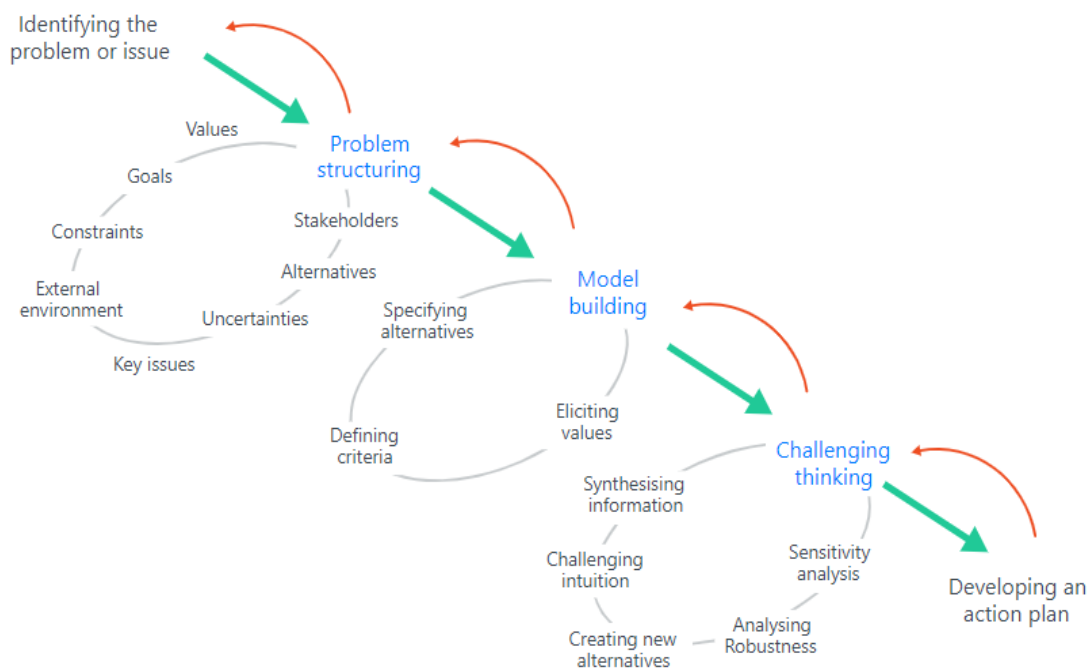 Identifying the
problem or issue
Values
Problem
structuring
Goals
Stakeholders
Constraints
Alternatives
External
environment
Uncertainties
Key issues
Model
building
Specifying
alternatives
Eliciting
values
Defining
criteria
Challenging
thinking
Synthesising
information
Sensitivity
analysis
Challenging
intuition
Analysing
Robustness
Creating new
alternatives
Developing an
action plan